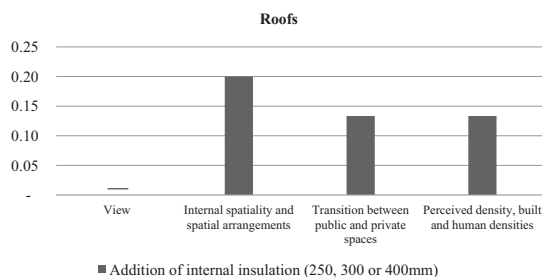 Roofs
0.25
0.20
0.15
0.10
0.05
-
View
Internal spatiality and
spatial arrangements
Transition between
public and private
spaces
Perceived density, built
and human densities
Addition of internal insulation (250, 300 or 400mm)